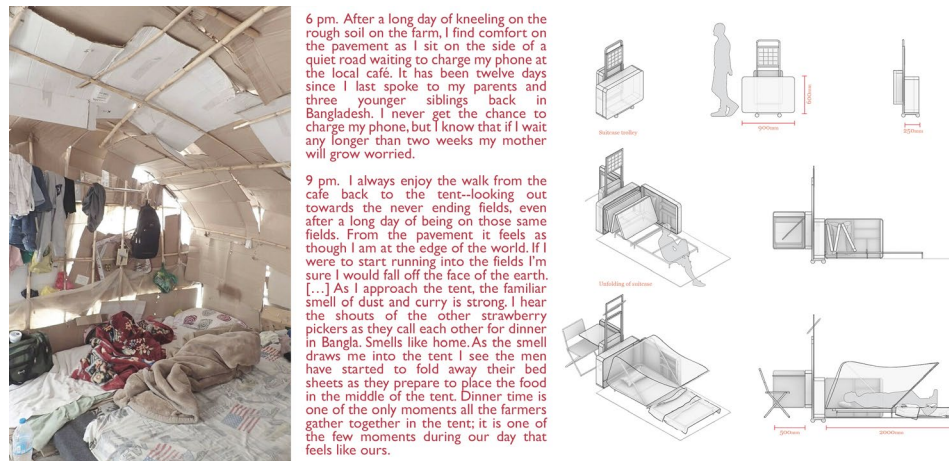 6 pm. After a long day of kneeling on the
rough soil on the farm, I find comfort on
the pavement as I sit on the side of a
quiet road waiting to charge my phone at
the local café. It has been twelve days
since I last spoke to my parents and
three younger siblings back in
Bangladesh. I never get the chance to
charge my phone, but I know that if I wait
any longer than two weeks my mother
will grow worried.
9 pm. I always enjoy the walk from the
cafe back to the tent--looking out
towards the never ending fields, even
after a long day of being on those same
fields. From the pavement it feels as
though I am at the edge of the world. If I
were to start running into the fields I'm
sure I would fall off the face of the earth.
[...] As I approach the tent, the familiar
smell of dust and curry is strong. I hear
the shouts of the other strawberry
pickers as they call each other for dinner
in Bangla. Smells like home. As the smell
draws me into the tent I see the men
have started to fold away their bed
sheets as they prepare to place the food
in the middle of the tent. Dinner time is
one of the only moments all the farmers
gather together in the tent; it is one of
the few moments during our day that
feels like ours.
Suitcase trolley
900mm
600mm
250mm
Unfolding of suitcase
500mm
2000mm